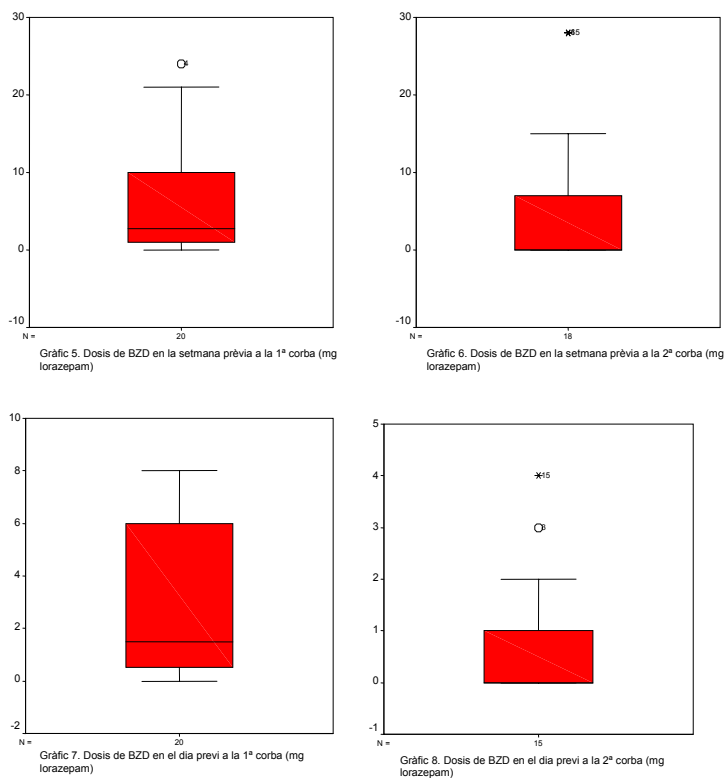 30
20
10
0
-10
N =
20
4
Gràfic 5. Dosis de BZD en la setmana prèvia a la 1ª corba (mg
lorazepam)
30
20
10
0
-10
N =
18
Gràfic 6. Dosis de BZD en la setmana prèvia a la 2ª corba (mg
lorazepam)
10
8
6
4
2
0
-2
N =
20
Gràfic 7. Dosis de BZD en el dia previ a la 1ª corba (mg
lorazepam)
5
4
3
2
1
0
-1
15
N =
15
Gràfic 8. Dosis de BZD en el dia previ a la 2ª corba (mg
lorazepam)